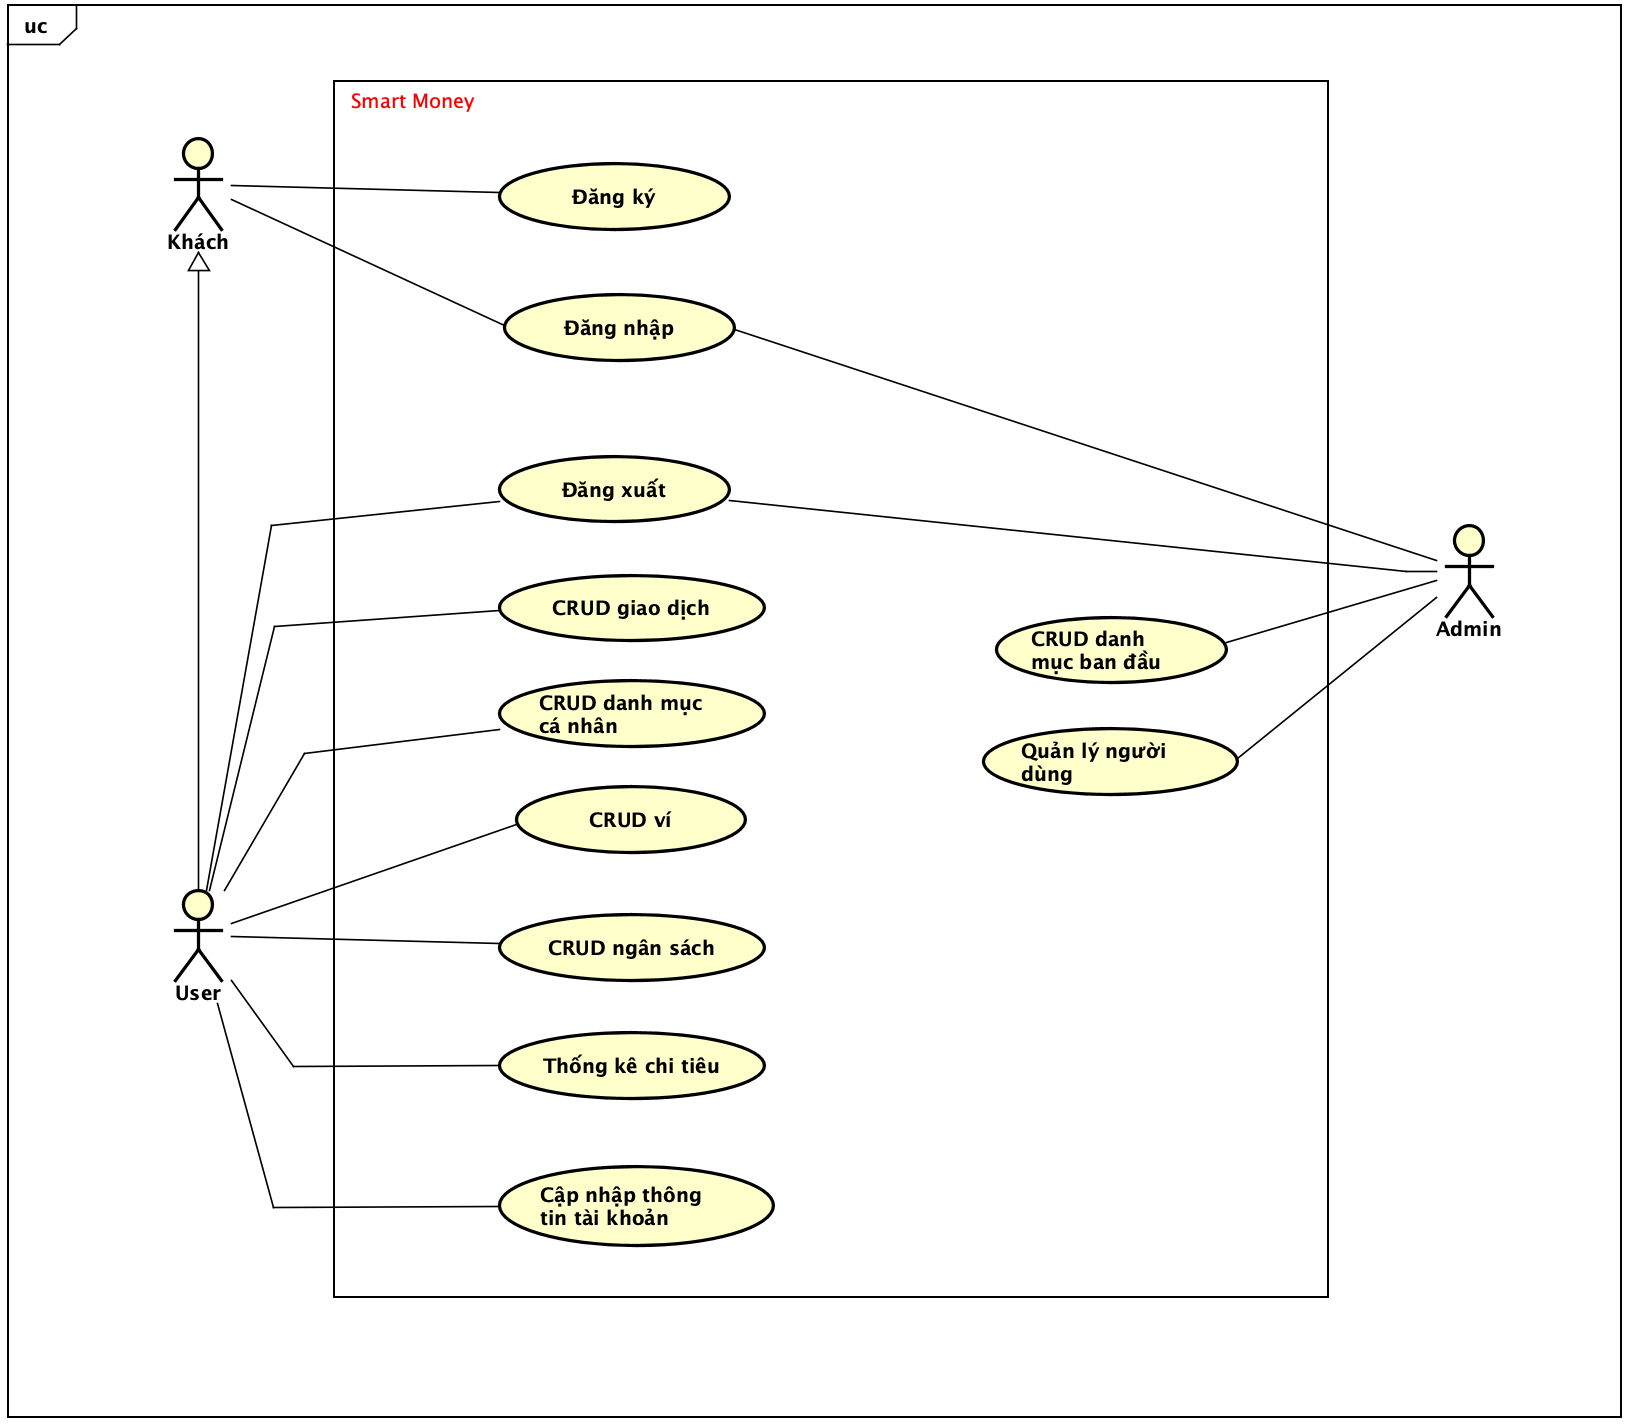 uc
Smart Money
Khách
Đăng ký
Đăng nhập
Đăng xuất
CRUD giao dịch
Admin
CRUD danh
mục ban đầu
CRUD danh mục
cá nhân
Quản lý người
dùng
CRUD ví
CRUD ngân sách
User
Thống kê chi tiêu
Cập nhập thông
tin tài khoản